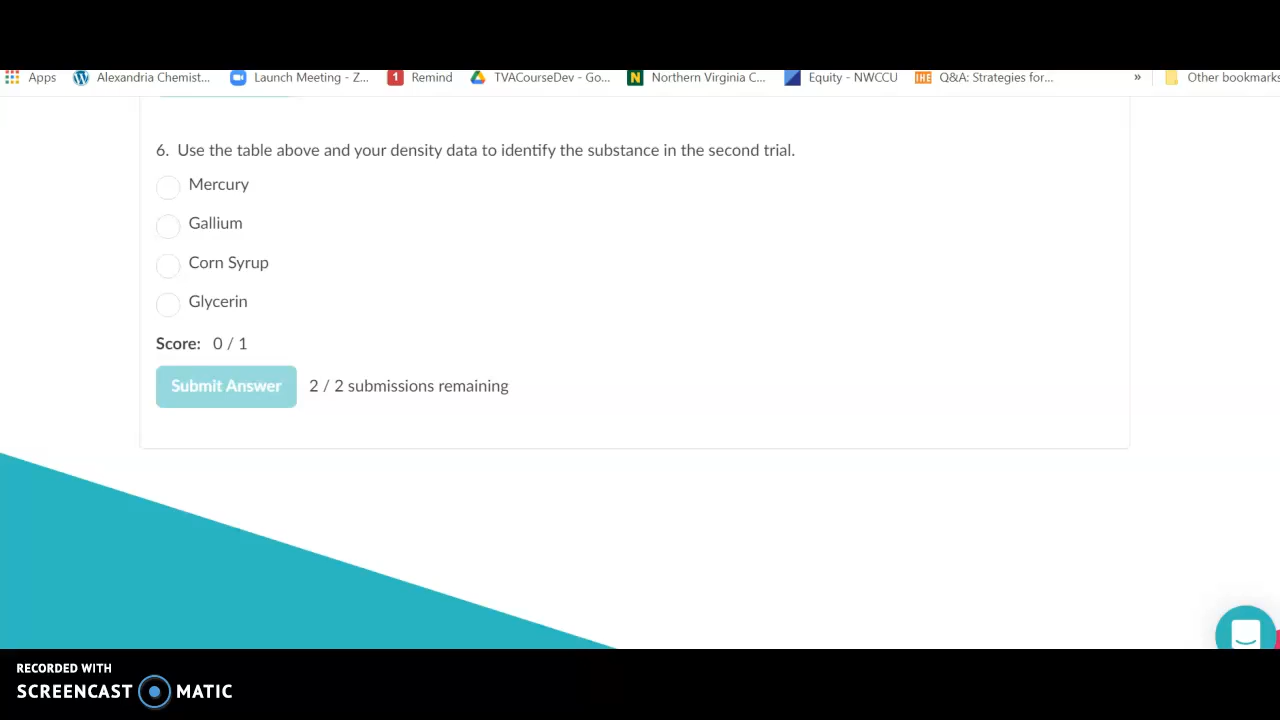 Apps Alexandria Chemist... Launch Meeting - Z... 1 Remind TVACourseDev - Go... N Northern Virginia C... Equity - NWCCU IHE Q&A: Strategies for... » Other bookmarks
6. Use the table above and your density data to identify the substance in the second trial.
Mercury
Gallium
Corn Syrup
Glycerin
Score: 0 / 1
Submit Answer 2 / 2 submissions remaining
RECORDED WITH
SCREENCAST MATIC